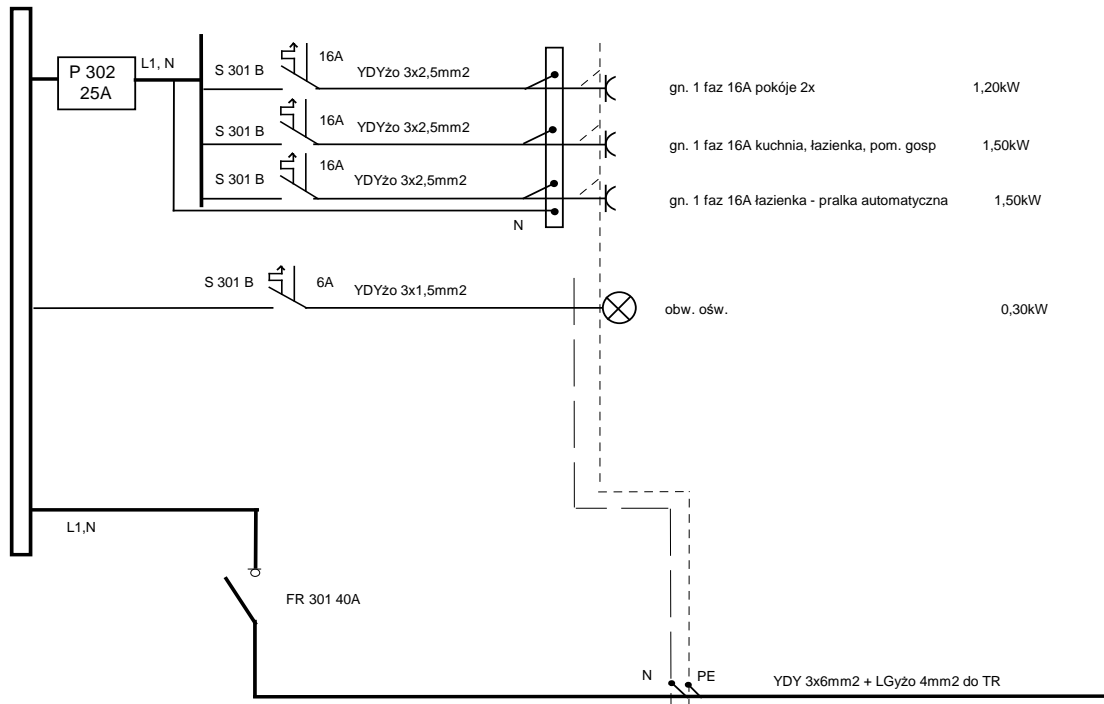 P 302
25A
L1, N
S 301 B
16A
YDYżo 3x2,5mm2
gn. 1 faz 16A pokóje 2x
1,20kW
S 301 B
16A
YDYżo 3x2,5mm2
gn. 1 faz 16A kuchnia, łazienka, pom. gosp
1,50kW
S 301 B
16A
YDYżo 3x2,5mm2
gn. 1 faz 16A łazienka - pralka automatyczna
1,50kW
N
S 301 B
6A
YDYżo 3x1,5mm2
obw. ośw.
0,30kW
L1,N
FR 301 40A
N
PE
YDY 3x6mm2 + LGyżo 4mm2 do TR